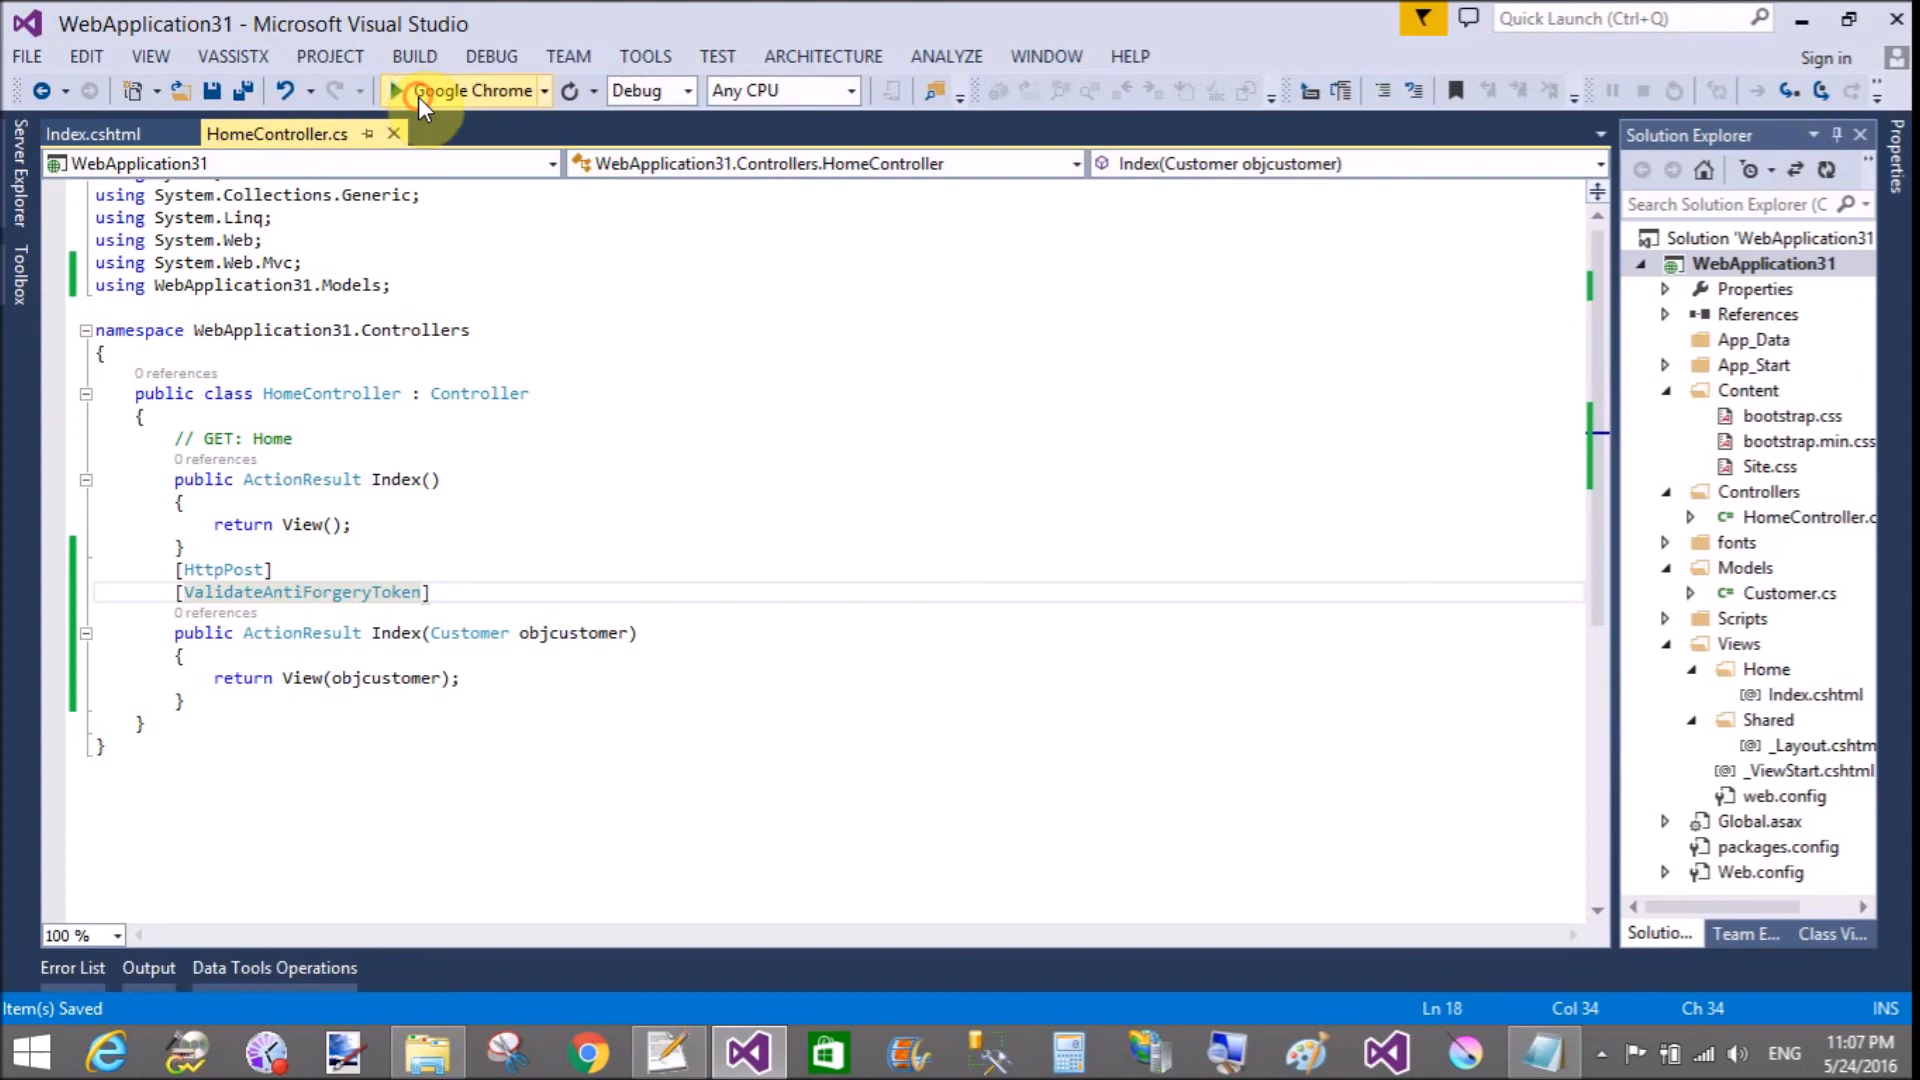 WebApplication31 - Microsoft Visual Studio
Quick Launch (Ctrl+Q)
FILE EDIT VIEW VASSISTX PROJECT BUILD DEBUG TEAM TOOLS TEST ARCHITECTURE ANALYZE WINDOW HELP
Sign in
Google Chrome Debug Any CPU
Server Explorer
Toolbox
Index.cshtml HomeController.cs
WebApplication31 WebApplication31.Controllers.HomeController Index(Customer objcustomer)
using System.Collections.Generic;
using System.Linq;
using System.Web;
using System.Web.Mvc;
using WebApplication31.Models;
namespace WebApplication31.Controllers
{
0 references
public class HomeController : Controller
{
// GET: Home
0 references
public ActionResult Index()
{
return View();
}
[HttpPost]
[ValidateAntiForgeryToken]
0 references
public ActionResult Index(Customer objcustomer)
{
return View(objcustomer);
}
}
}
100 %
Solution Explorer
Search Solution Explorer (C
Solution 'WebApplication31
WebApplication31
Properties
References
App_Data
App_Start
Content
bootstrap.css
bootstrap.min.css
Site.css
Controllers
C# HomeController.c
fonts
Models
C# Customer.cs
Scripts
Views
Home
[@] Index.cshtml
Shared
[@] _Layout.cshtm
[@] _ViewStart.cshtml
web.config
Global.asax
packages.config
Web.config
Solutio... Team E... Class Vi...
Properties
Error List Output Data Tools Operations
Item(s) Saved Ln 18 Col 34 Ch 34 INS
ENG
11:07 PM
5/24/2016